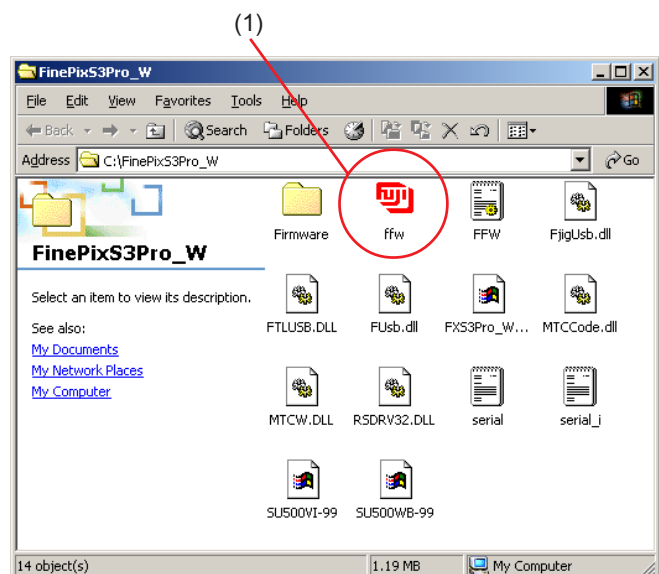 (1)
FinePixS3Pro_W
File Edit View Favorites Tools Help
Back Search Folders
Address C:\FinePixS3Pro_W Go
FUJI
Firmware ffw FFW FjigUsb.dll
FinePixS3Pro_W
Select an item to view its description.
See also:
My Documents
My Network Places
My Computer
FTLUSB.DLL FUsb.dll FXS3Pro_W... MTCCode.dll
MTCW.DLL RSDRV32.DLL serial serial_i
SU500VI-99 SU500WB-99
14 object(s) 1.19 MB My Computer